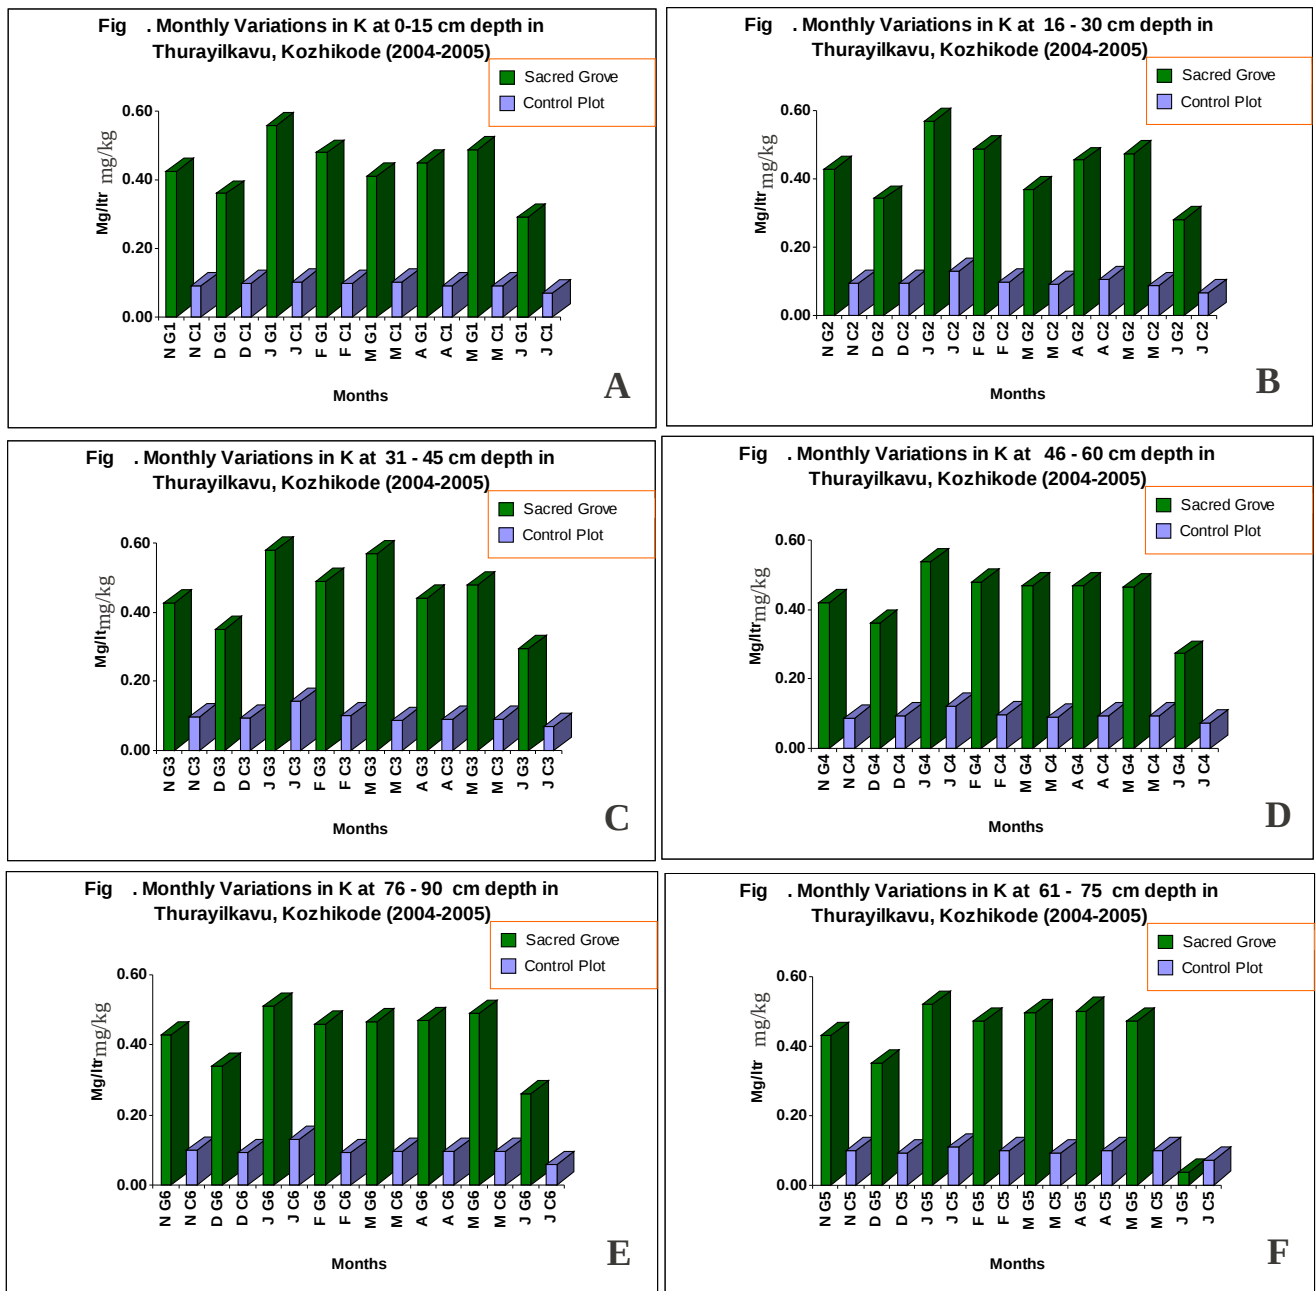 Fig . Monthly Variations in K at 0-15 cm depth in
Thurayilkavu, Kozhikode (2004-2005)
Sacred Grove
Control Plot
Mg/ltr mg/kg
0.60
0.40
0.20
0.00
N G1
N C1
D G1
D C1
J G1
J C1
F G1
F C1
M G1
M C1
A G1
A C1
M G1
M C1
J G1
J C1
Months
A
Fig . Monthly Variations in K at 16 - 30 cm depth in
Thurayilkavu, Kozhikode (2004-2005)
Sacred Grove
Control Plot
Mg/ltr mg/kg
0.60
0.40
0.20
0.00
N G2
N C2
D G2
D C2
J G2
J C2
F G2
F C2
M G2
M C2
A G2
A C2
M G2
M C2
J G2
J C2
Months
B
Fig . Monthly Variations in K at 31 - 45 cm depth in
Thurayilkavu, Kozhikode (2004-2005)
Sacred Grove
Control Plot
Mg/lt mg/kg
0.60
0.40
0.20
0.00
N G3
N C3
D G3
D C3
J G3
J C3
F G3
F C3
M G3
M C3
A G3
A C3
M G3
M C3
J G3
J C3
Months
C
Fig . Monthly Variations in K at 46 - 60 cm depth in
Thurayilkavu, Kozhikode (2004-2005)
Sacred Grove
Control Plot
Mg/ltr mg/kg
0.60
0.40
0.20
0.00
N G4
N C4
D G4
D C4
J G4
J C4
F G4
F C4
M G4
M C4
A G4
A C4
M G4
M C4
J G4
J C4
Months
D
Fig . Monthly Variations in K at 76 - 90 cm depth in
Thurayilkavu, Kozhikode (2004-2005)
Sacred Grove
Control Plot
Mg/ltr mg/kg
0.60
0.40
0.20
0.00
N G6
N C6
D G6
D C6
J G6
J C6
F G6
F C6
M G6
M C6
A G6
A C6
M G6
M C6
J G6
J C6
Months
E
Fig . Monthly Variations in K at 61 - 75 cm depth in
Thurayilkavu, Kozhikode (2004-2005)
Sacred Grove
Control Plot
Mg/ltr mg/kg
0.60
0.40
0.20
0.00
N G5
N C5
D G5
D C5
J G5
J C5
F G5
F C5
M G5
M C5
A G5
A C5
M G5
M C5
J G5
J C5
Months
F